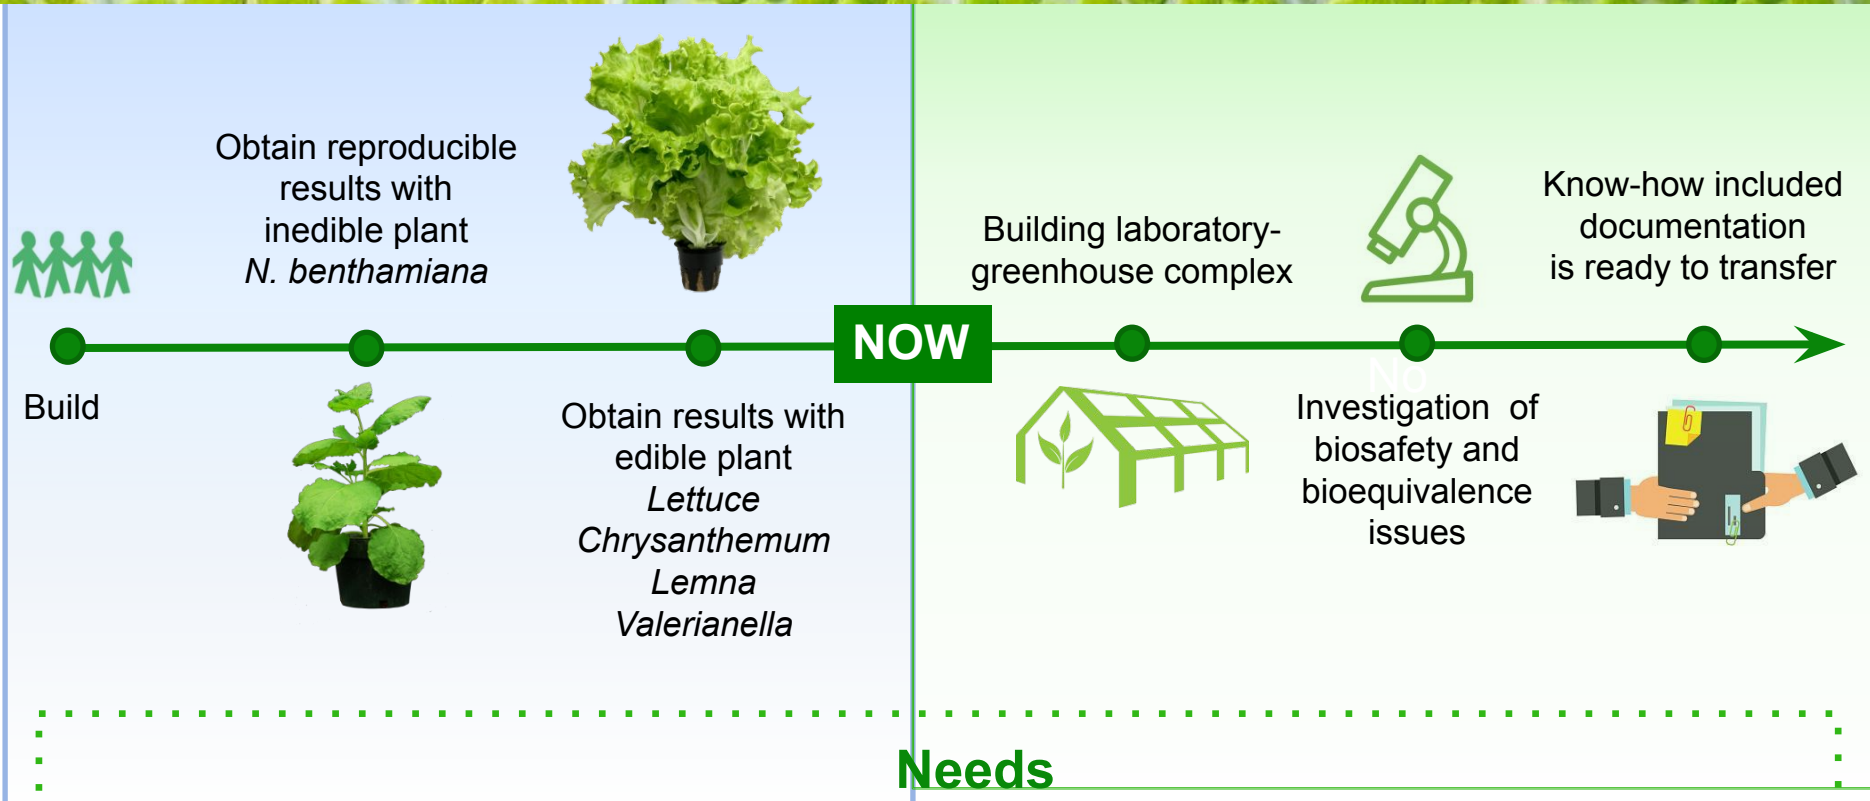 Build
Obtain reproducible
results with
inedible plant
N. benthamiana
Obtain results with
edible plant
Lettuce
Chrysanthemum
Lemna
Valerianella
NOW
Building laboratory-
greenhouse complex
No
Investigation of
biosafety and
bioequivalence
issues
Know-how included
documentation
is ready to transfer
Needs